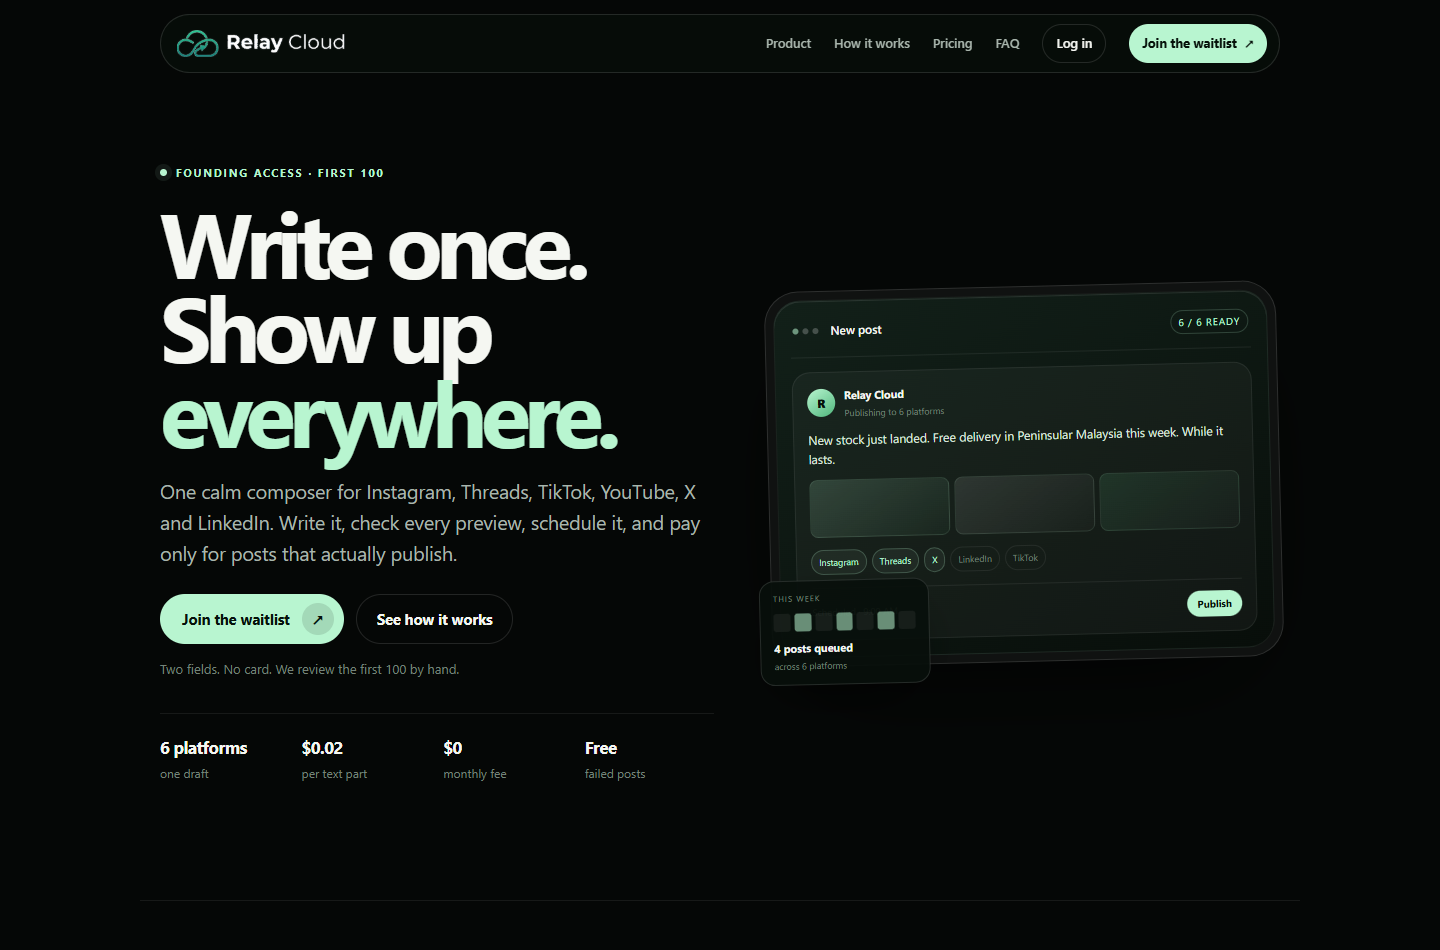 Relay Cloud
Product
How it works
Pricing
FAQ
Log in
Join the waitlist ↗
FOUNDING ACCESS · FIRST 100
Write once.
Show up
everywhere.
One calm composer for Instagram, Threads, TikTok, YouTube, X
and LinkedIn. Write it, check every preview, schedule it, and pay
only for posts that actually publish.
Join the waitlist ↗
See how it works
Two fields. No card. We review the first 100 by hand.
6 platforms
one draft
$0.02
per text part
$0
monthly fee
Free
failed posts
New post
6 / 6 READY
R
Relay Cloud
Publishing to 6 platforms
New stock just landed. Free delivery in Peninsular Malaysia this week. While it
lasts.
Instagram
Threads
X
LinkedIn
TikTok
Publish
THIS WEEK
4 posts queued
across 6 platforms